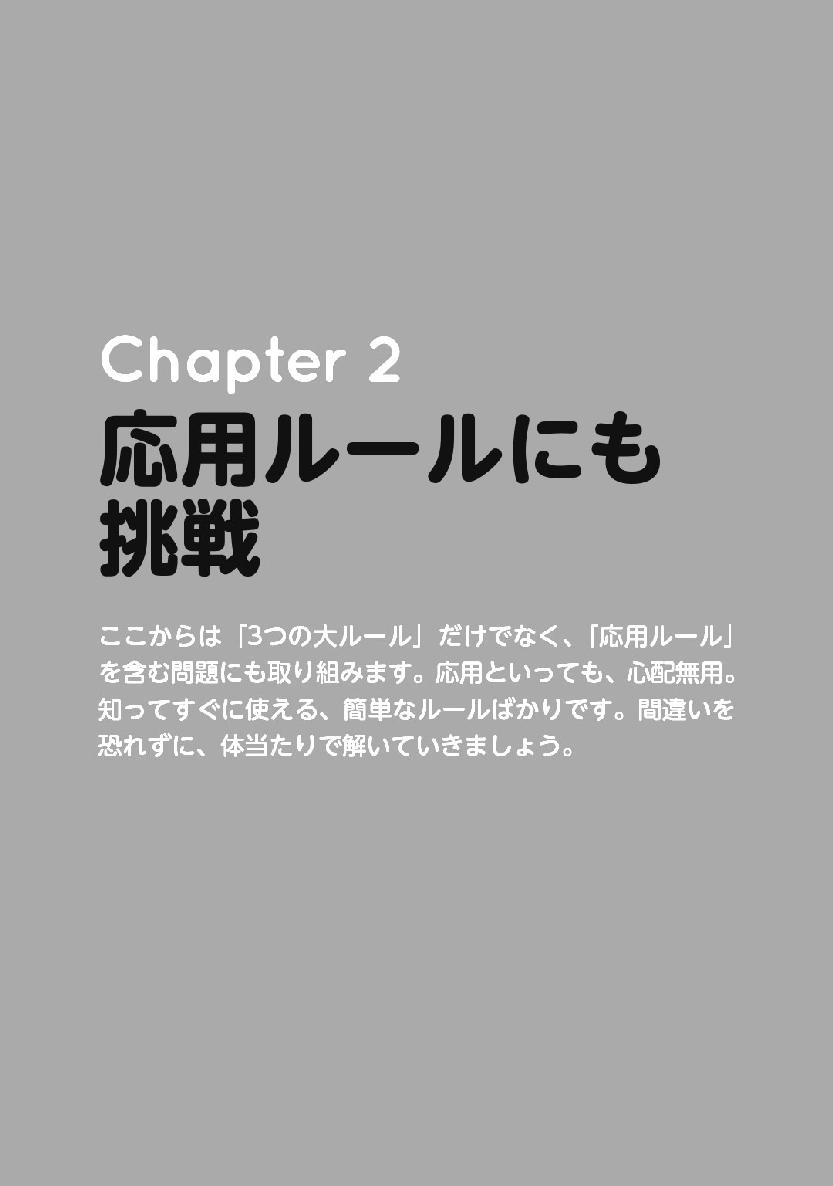 Chapter 2
応用ルールにも
挑戦
ここからは「3つの大ルール」だけでなく、「応用ルール」
を含む問題にも取り組みます。応用といっても、心配無用。
知ってすぐに使える、簡単なルールばかりです。間違いを
恐れずに、体当たりで解いていきましょう。